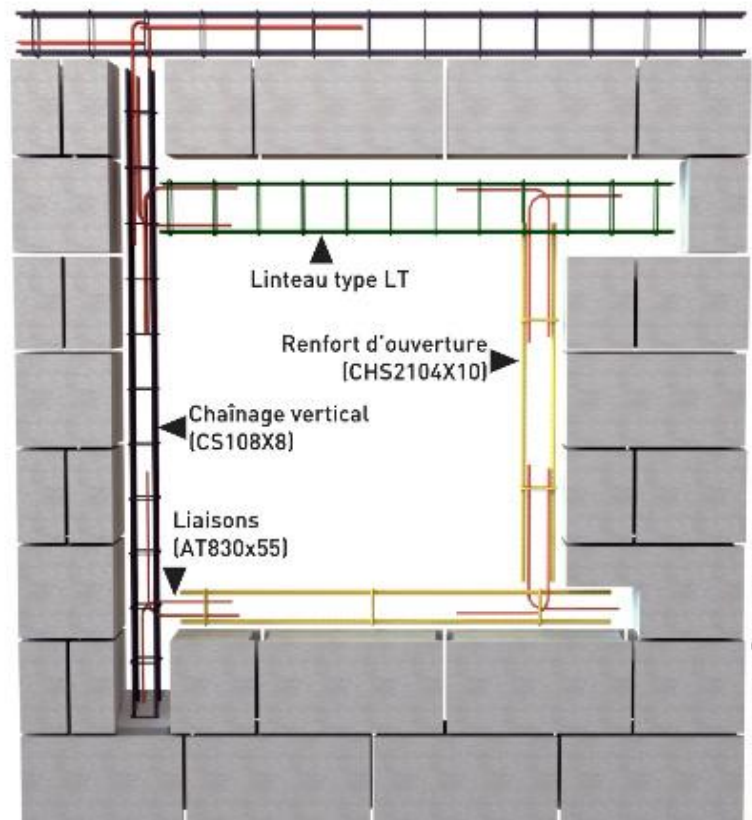 Linteau type LT
Renfort d'ouverture
(CHS2104X10)
Chaînage vertical
(CS108X8)
Liaisons
(AT830x55)